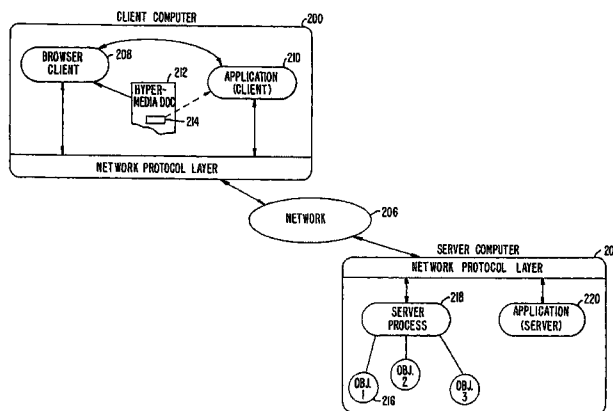 CLIENT COMPUTER
200
BROWSER
CLIENT
208
212
HYPER-
MEDIA DOC
214
APPLICATION
(CLIENT)
210
NETWORK PROTOCOL LAYER
NETWORK
206
SERVER COMPUTER
20
NETWORK PROTOCOL LAYER
SERVER
PROCESS
218
APPLICATION
(SERVER)
220
OBJ.
1
216
OBJ.
2
OBJ.
3